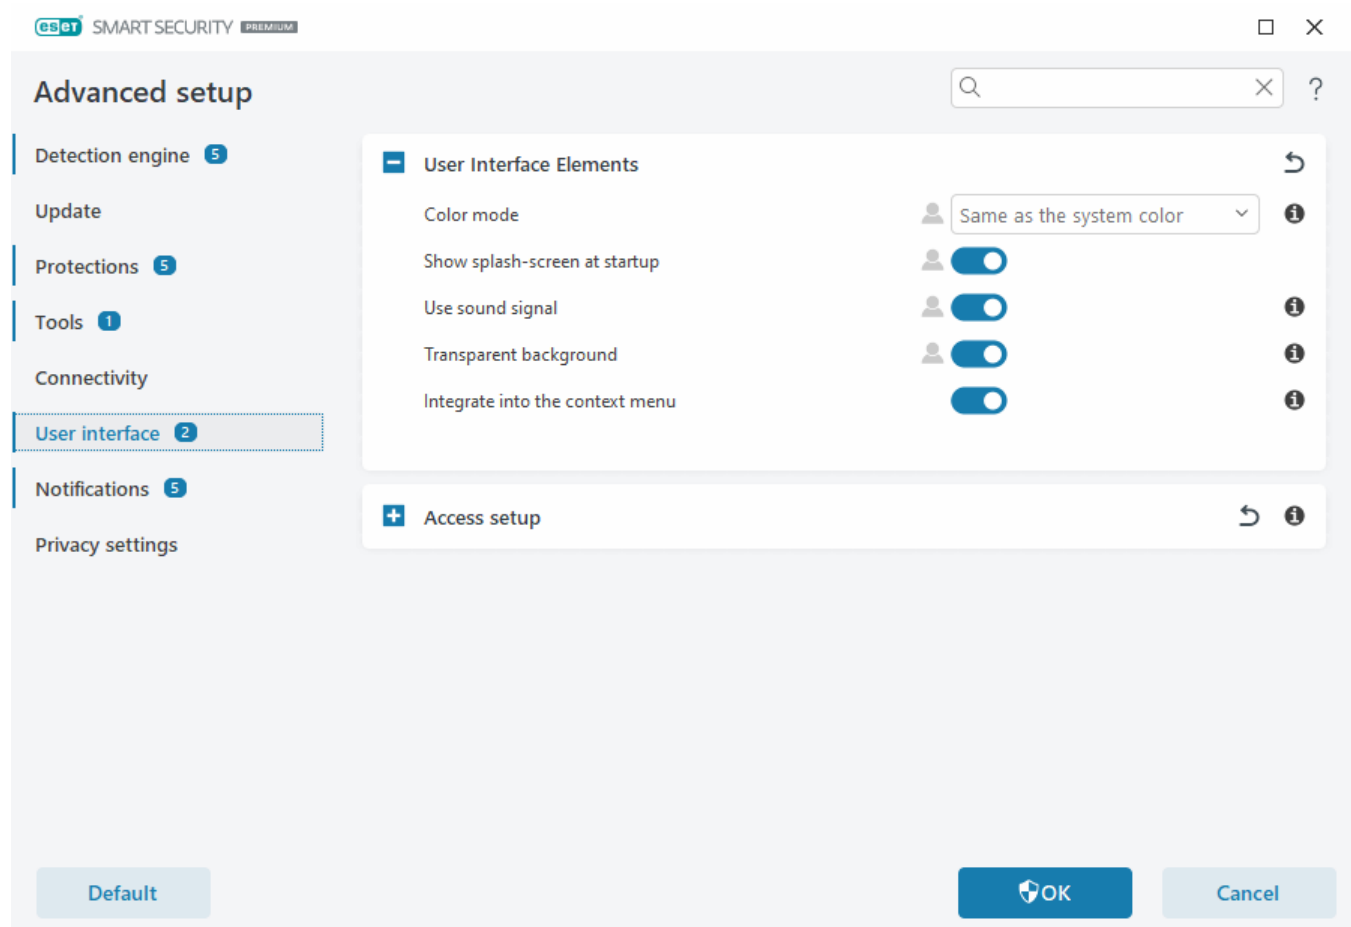 eset SMART SECURITY PREMIUM
Advanced setup
?
Detection engine 5
Update
Protections 5
Tools 1
Connectivity
User interface 2
Notifications 5
Privacy settings
User Interface Elements
Color mode
Same as the system color
Show splash-screen at startup
Use sound signal
Transparent background
Integrate into the context menu
Access setup
Default
OK
Cancel